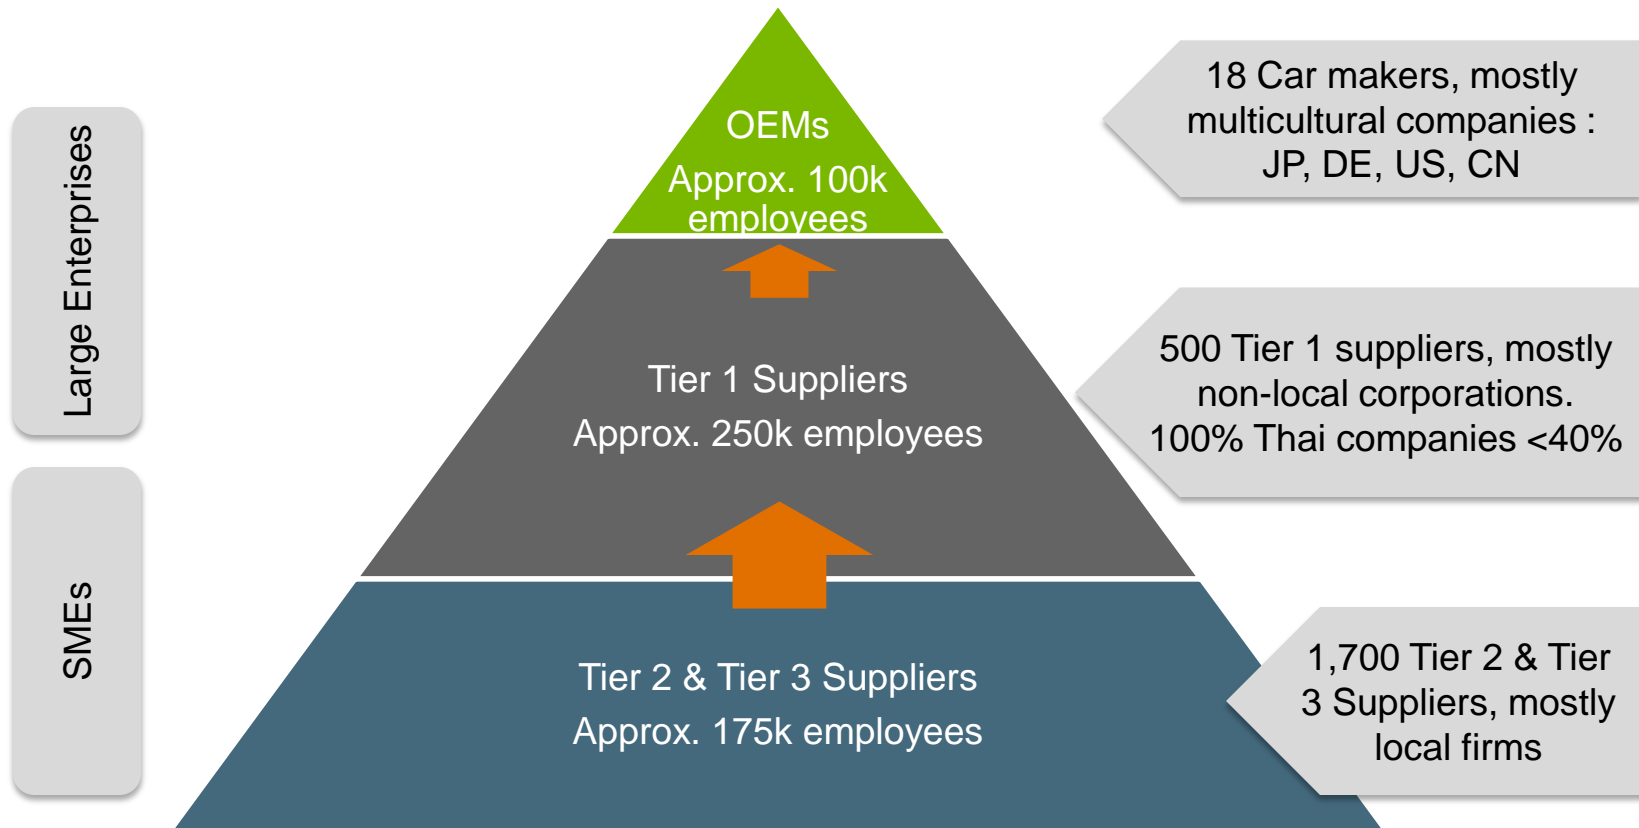 Large Enterprises
SMEs
OEMs
Approx. 100k
employees
Tier 1 Suppliers
Approx. 250k employees
Tier 2 & Tier 3 Suppliers
Approx. 175k employees
18 Car makers, mostly
multicultural companies :
JP, DE, US, CN
500 Tier 1 suppliers, mostly
non-local corporations.
100% Thai companies <40%
1,700 Tier 2 & Tier
3 Suppliers, mostly
local firms